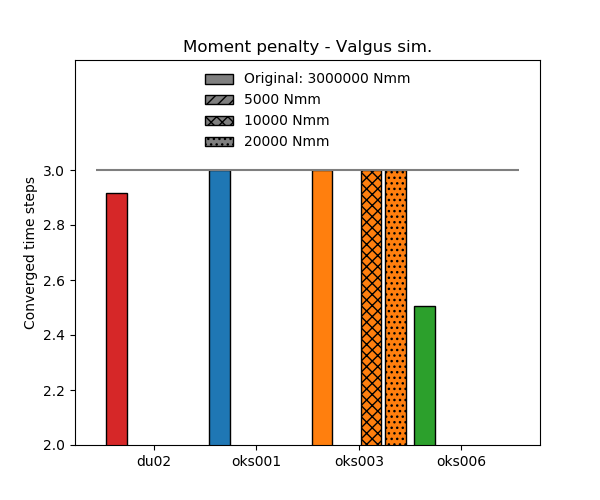 Moment penalty - Valgus sim.
Original: 3000000 Nmm
5000 Nmm
10000 Nmm
20000 Nmm
Converged time steps
3.0
2.8
2.6
2.4
2.2
2.0
du02 oks001 oks003 oks006